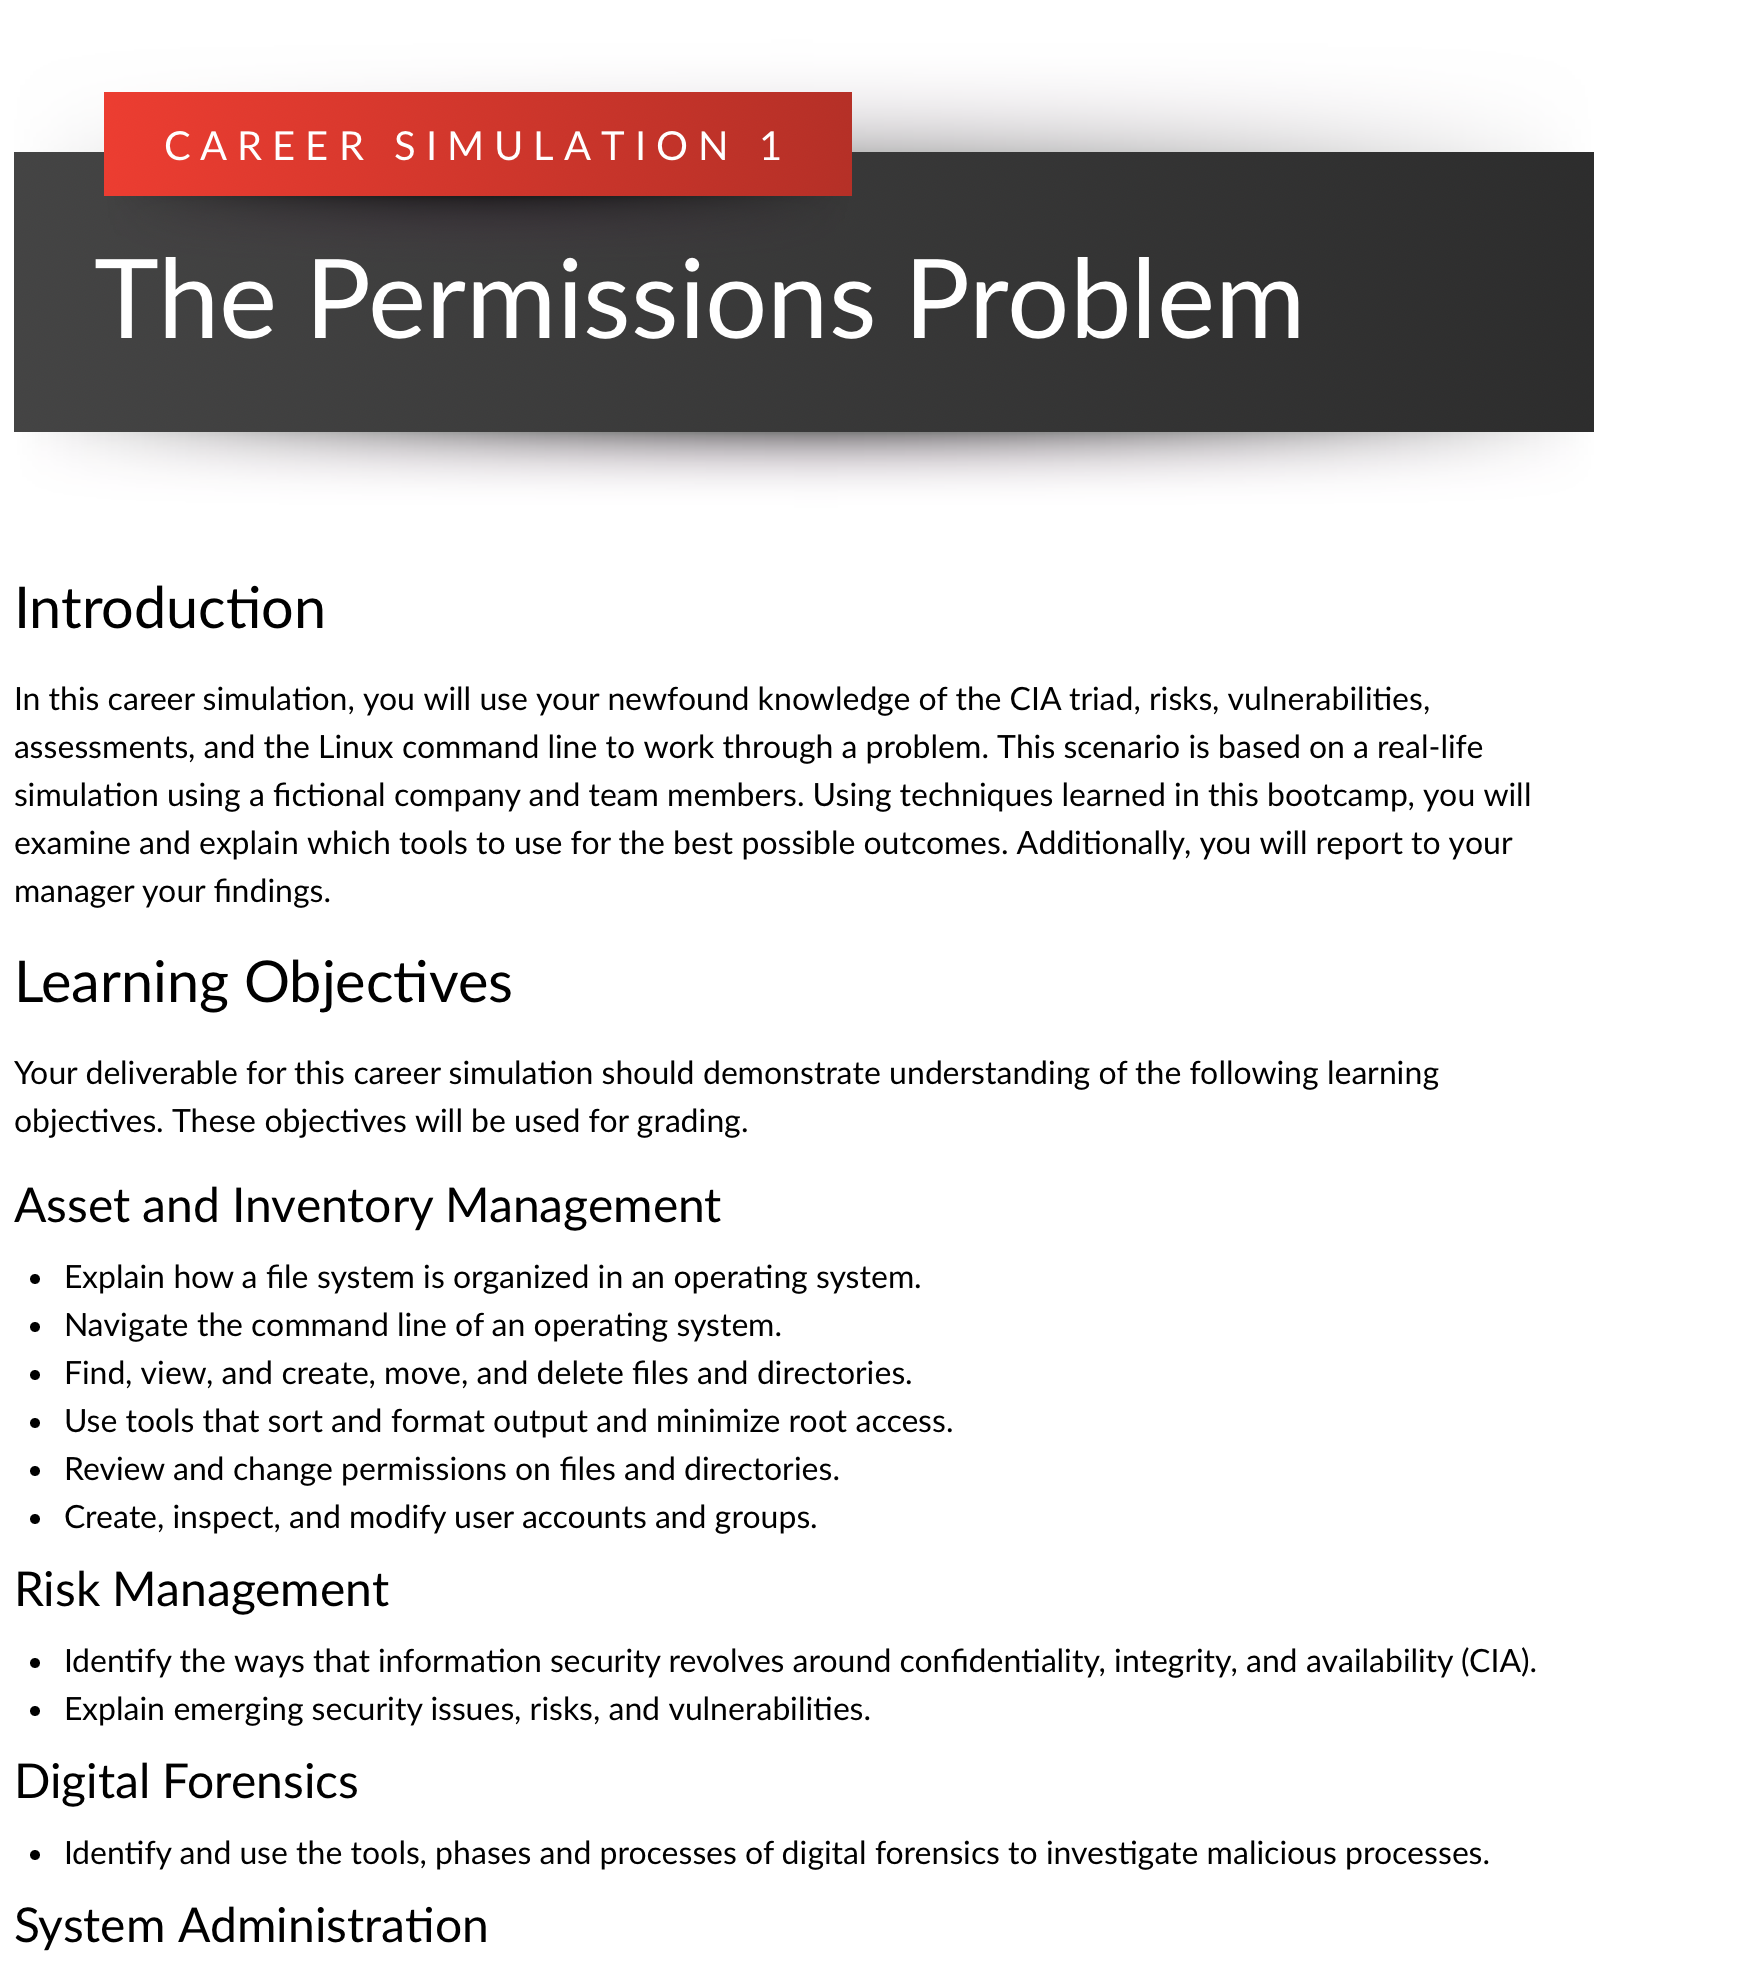 CAREER SIMULATION 1
The Permissions Problem
Introduction
In this career simulation, you will use your newfound knowledge of the CIA triad, risks, vulnerabilities,
assessments, and the Linux command line to work through a problem. This scenario is based on a real-life
simulation using a fictional company and team members. Using techniques learned in this bootcamp, you will
examine and explain which tools to use for the best possible outcomes. Additionally, you will report to your
manager your findings.
Learning Objectives
Your deliverable for this career simulation should demonstrate understanding of the following learning
objectives. These objectives will be used for grading.
Asset and Inventory Management
• Explain how a file system is organized in an operating system.
• Navigate the command line of an operating system.
• Find, view, and create, move, and delete files and directories.
• Use tools that sort and format output and minimize root access.
• Review and change permissions on files and directories.
• Create, inspect, and modify user accounts and groups.
Risk Management
• Identify the ways that information security revolves around confidentiality, integrity, and availability (CIA).
• Explain emerging security issues, risks, and vulnerabilities.
Digital Forensics
• Identify and use the tools, phases and processes of digital forensics to investigate malicious processes.
System Administration